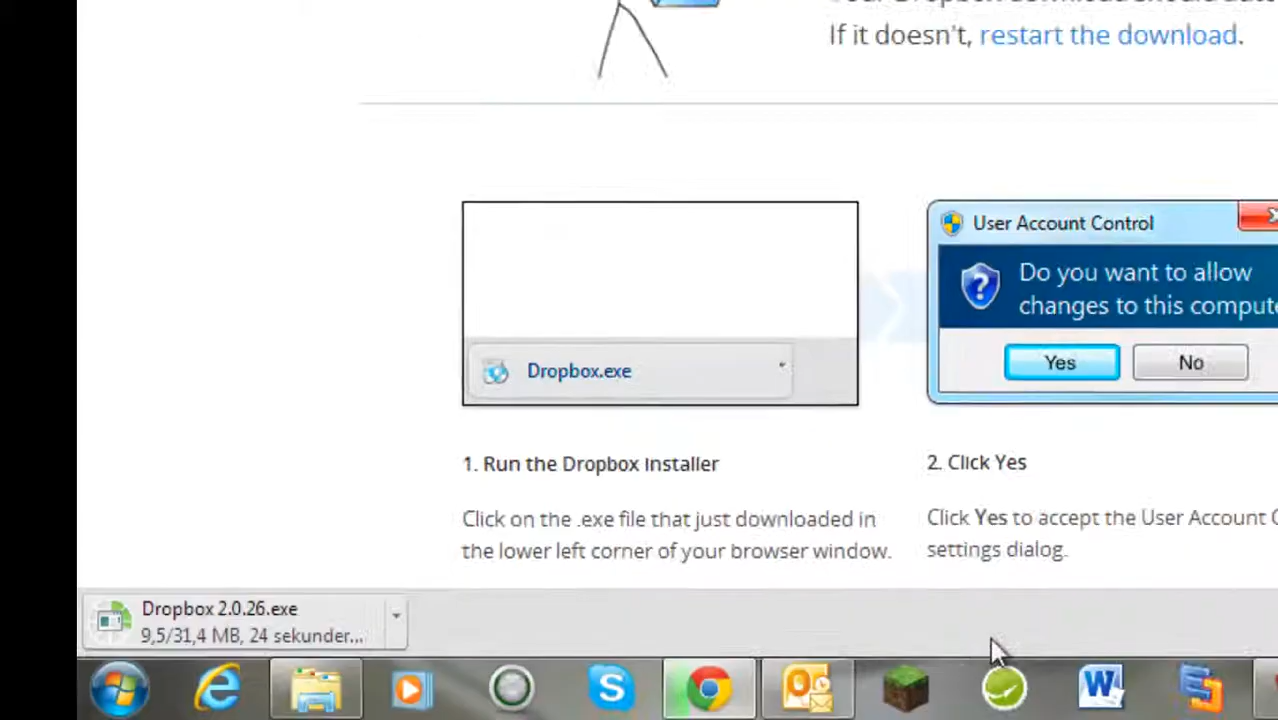 If it doesn't, restart the download.
User Account Control
Do you want to allow
changes to this compute
Yes
No
Dropbox.exe
1. Run the Dropbox Installer
2. Click Yes
Click on the .exe file that just downloaded in
the lower left corner of your browser window.
Click Yes to accept the User Account C
settings dialog.
Dropbox 2.0.26.exe
9,5/31,4 MB, 24 sekunder...